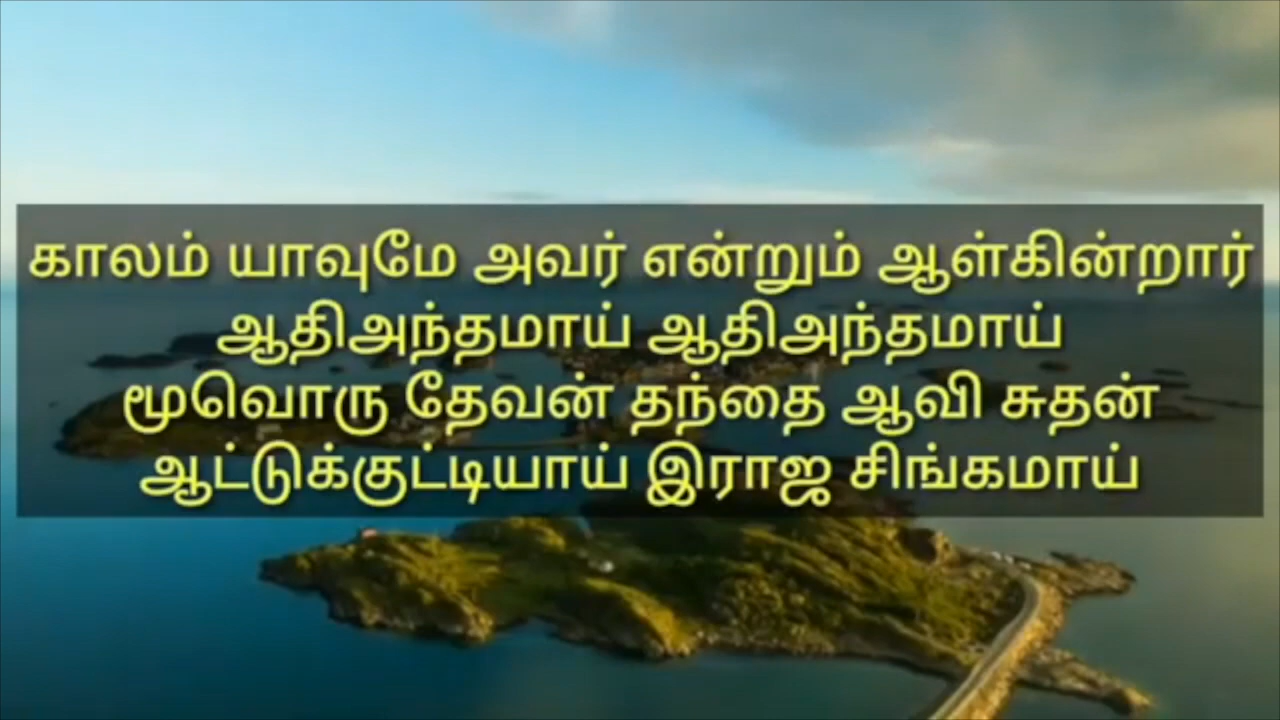 காலம் யாவுமே அவர் என்றும் ஆள்கின்றார்
ஆதிஅந்தமாய் ஆதிஅந்தமாய்
மூவொரு தேவன் தந்தை ஆவி சுதன்
ஆட்டுக்குட்டியாய் இராஜ சிங்கமாய்